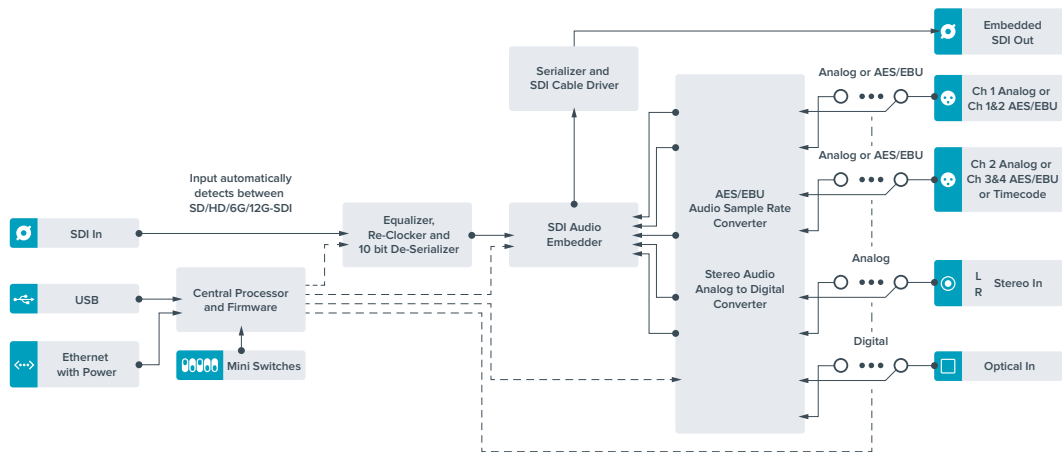 Embedded
SDI Out
Serializer and
SDI Cable Driver
Analog or AES/EBU
Ch 1 Analog or
Ch 1&2 AES/EBU
Analog or AES/EBU
Ch 2 Analog or
Ch 3&4 AES/EBU
or Timecode
Input automatically
detects between
SD/HD/6G/12G-SDI
AES/EBU
Audio Sample Rate
Converter
SDI In
Equalizer,
Re-Clocker and
10 bit De-Serializer
SDI Audio
Embedder
Analog
Stereo Audio
Analog to Digital
Converter
L
R
Stereo In
USB
Central Processor
and Firmware
Digital
Ethernet
with Power
Mini Switches
Optical In